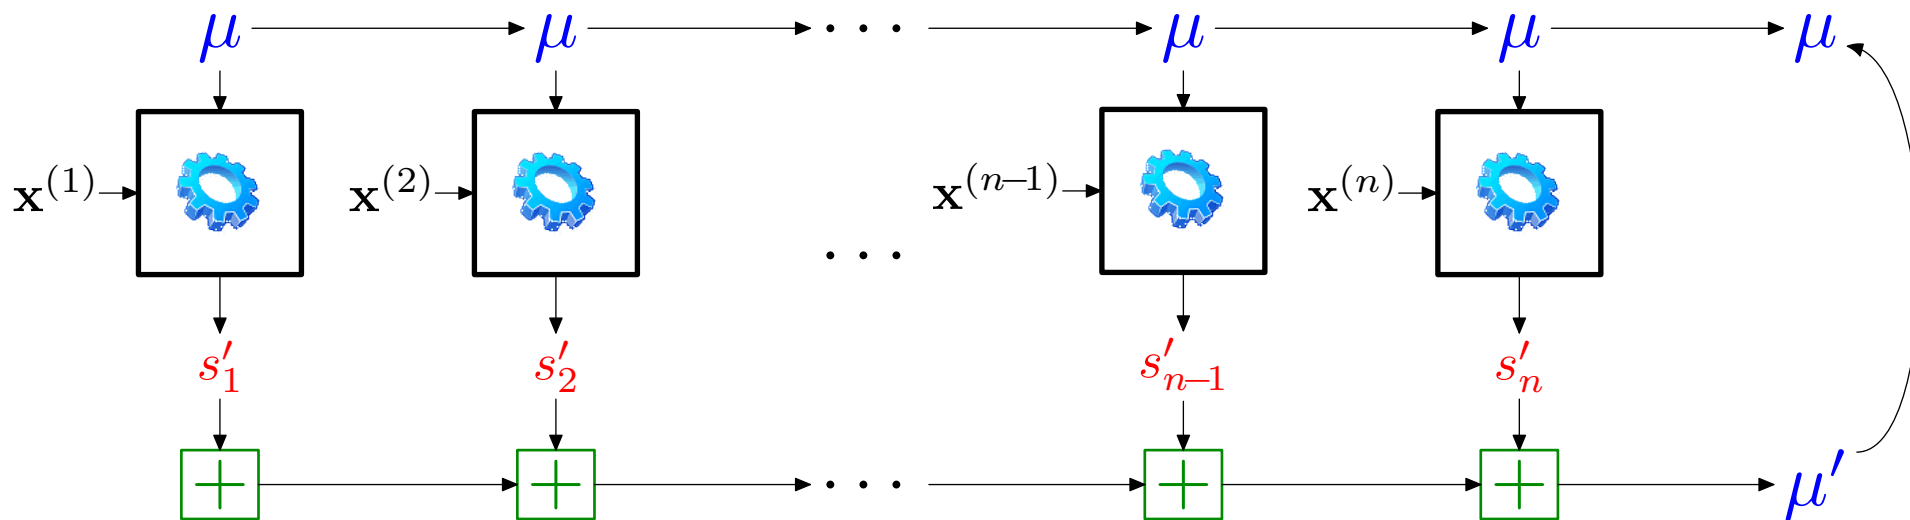 μ μ ··· μ μ μ
x⁽¹⁾ x⁽²⁾ x⁽ⁿ⁻¹⁾ x⁽ⁿ⁾
···
s′₁ s′₂ s′ₙ₋₁ s′ₙ
+ + ··· + + μ′